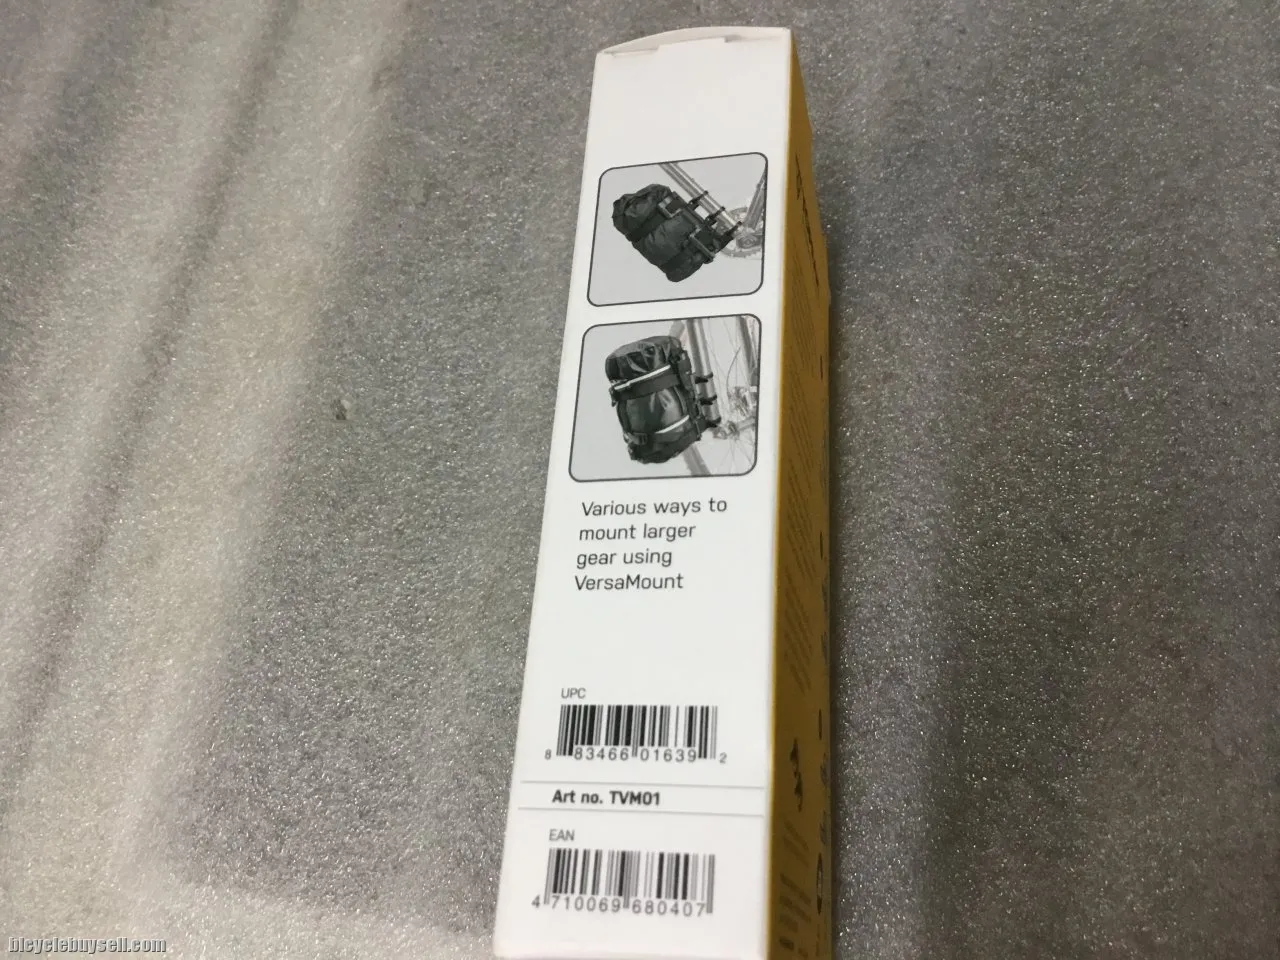 Various ways to
mount larger
gear using
VersaMount
UPC
8 83466 01639 2
Art no. TVM01
EAN
4 710069 680407
bicyclebuysell.com